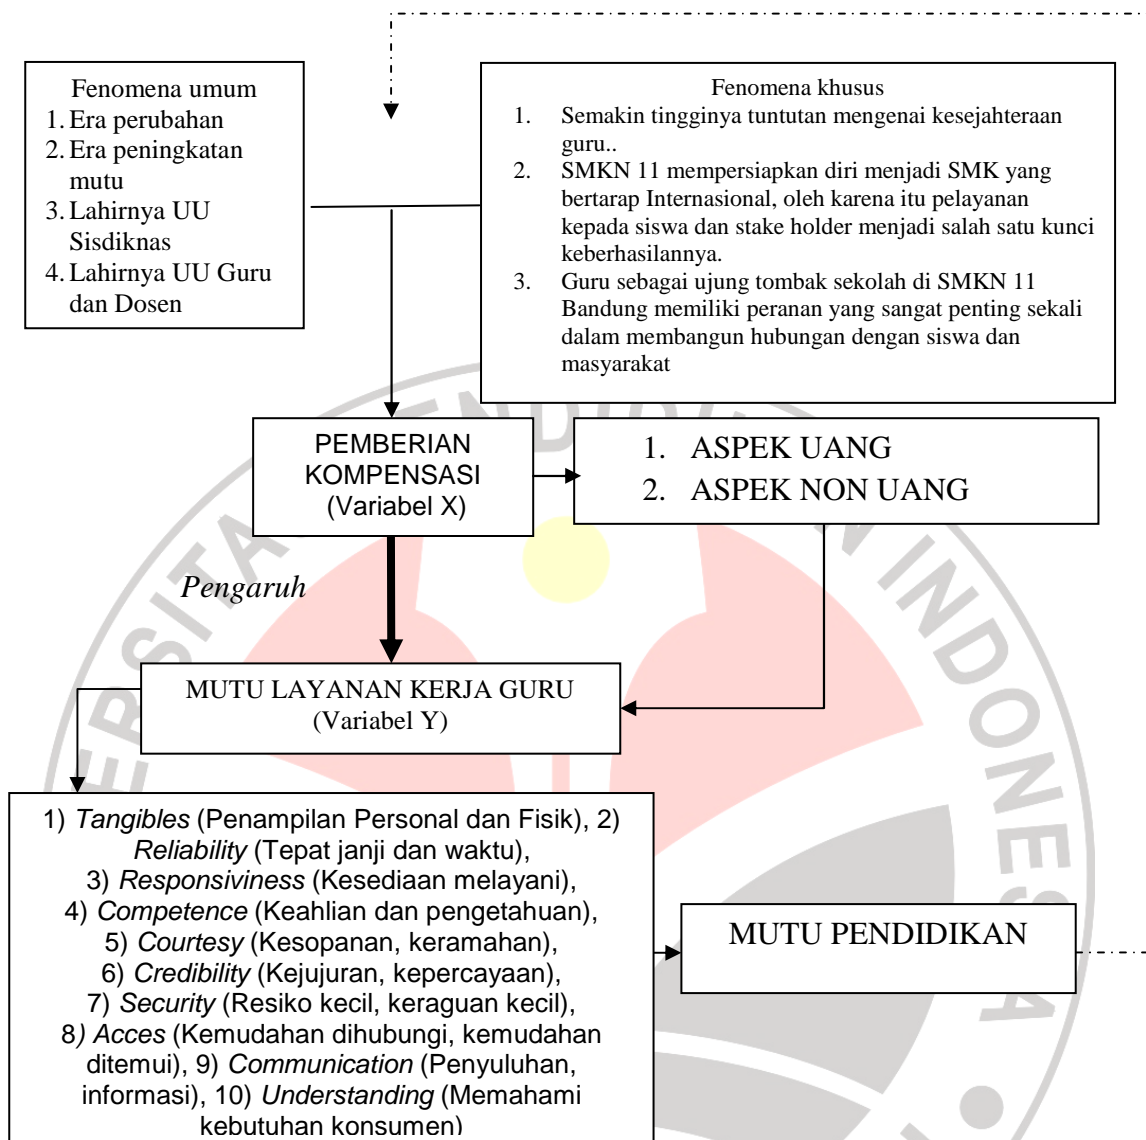 Fenomena umum
1. Era perubahan
2. Era peningkatan
mutu
3. Lahirnya UU
Sisdiknas
4. Lahirnya UU Guru
dan Dosen
Fenomena khusus
1. Semakin tingginya tuntutan mengenai kesejahteraan
guru..
2. SMKN 11 mempersiapkan diri menjadi SMK yang
bertarap Internasional, oleh karena itu pelayanan
kepada siswa dan stake holder menjadi salah satu kunci
keberhasilannya.
3. Guru sebagai ujung tombak sekolah di SMKN 11
Bandung memiliki peranan yang sangat penting sekali
dalam membangun hubungan dengan siswa dan
masyarakat
PEMBERIAN
KOMPENSASI
(Variabel X)
1. ASPEK UANG
2. ASPEK NON UANG
Pengaruh
MUTU LAYANAN KERJA GURU
(Variabel Y)
1) Tangibles (Penampilan Personal dan Fisik), 2)
Reliability (Tepat janji dan waktu),
3) Responsiviness (Kesediaan melayani),
4) Competence (Keahlian dan pengetahuan),
5) Courtesy (Kesopanan, keramahan),
6) Credibility (Kejujuran, kepercayaan),
7) Security (Resiko kecil, keraguan kecil),
8) Acces (Kemudahan dihubungi, kemudahan
ditemui), 9) Communication (Penyuluhan,
informasi), 10) Understanding (Memahami
kebutuhan konsumen)
MUTU PENDIDIKAN
INDONESIA